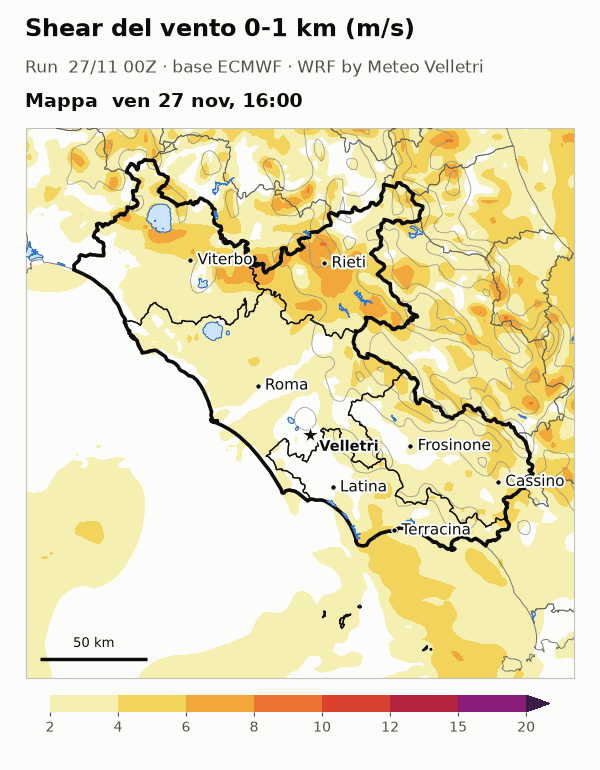 Shear del vento 0-1 km (m/s)
Run  27/11 00Z · base ECMWF · WRF by Meteo Velletri
Mappa  ven 27 nov, 16:00
Viterbo
Rieti
Roma
Velletri
Frosinone
Latina
Cassino
Terracina
50 km
2 4 6 8 10 12 15 20